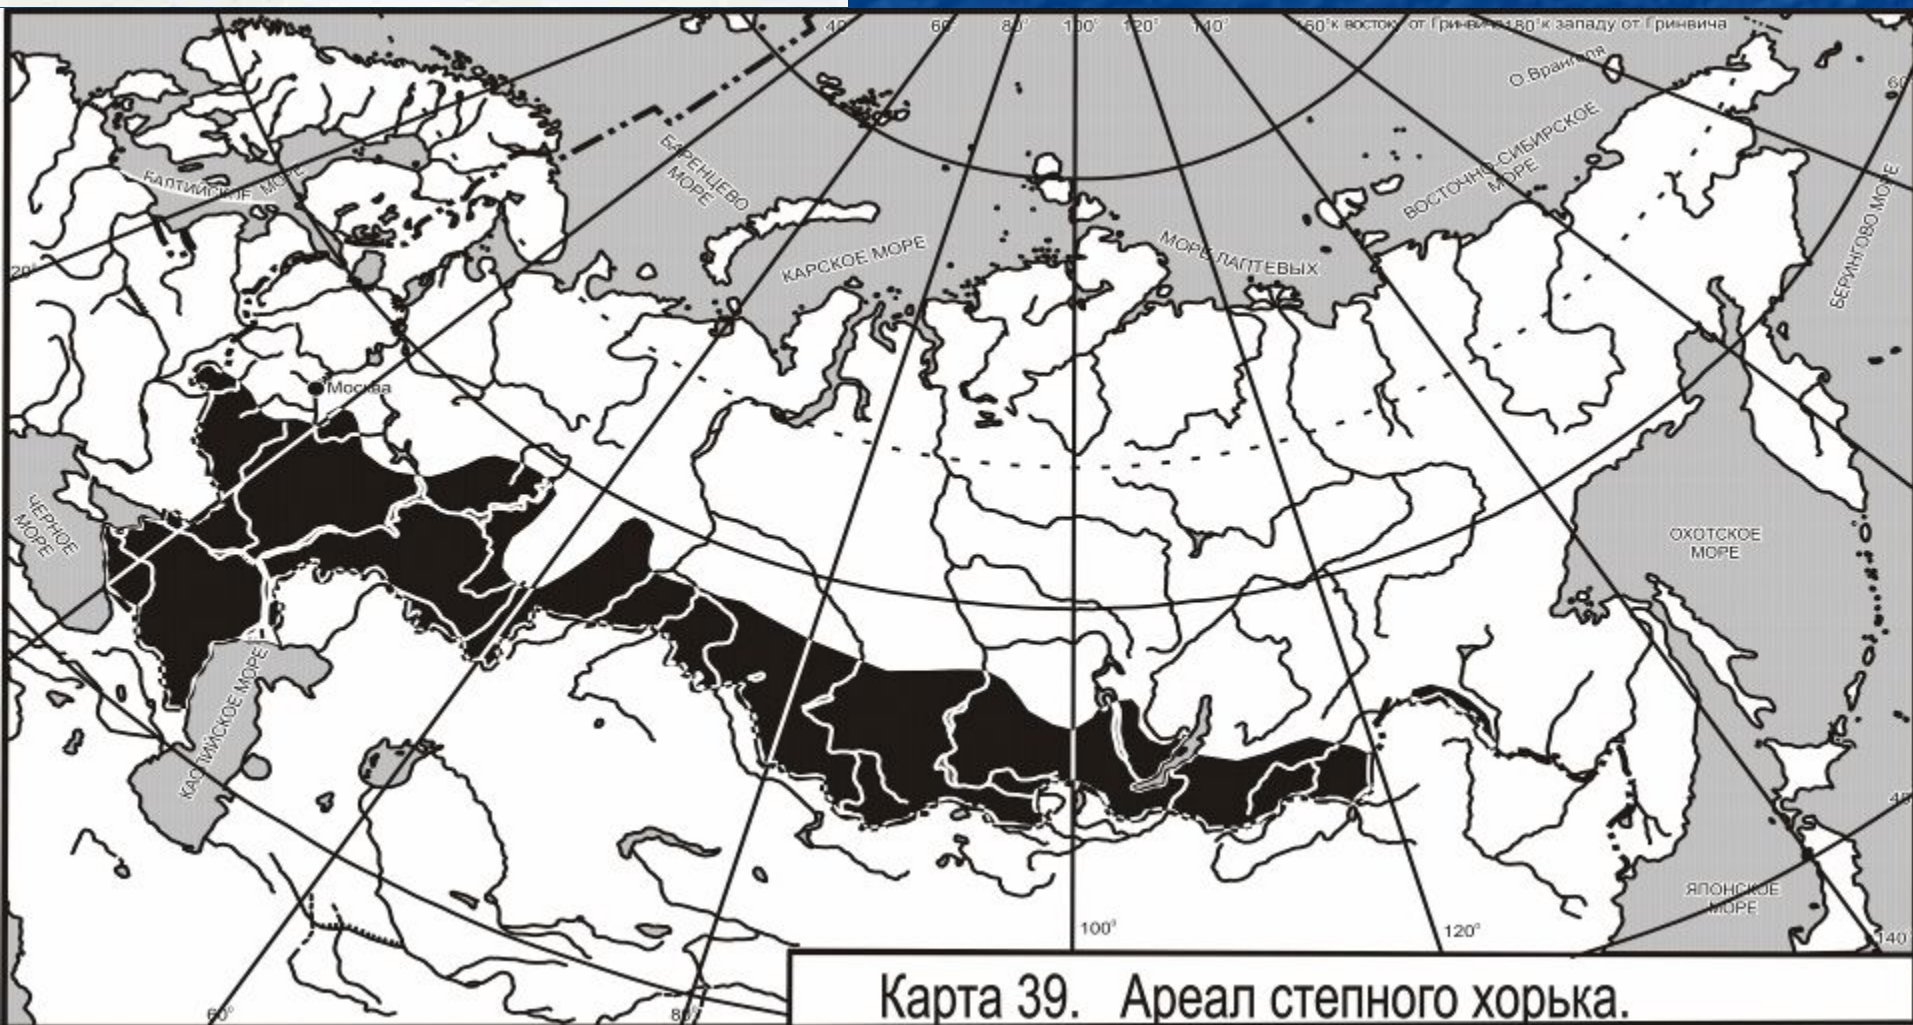 40° 60° 80° 100° 120° 140° 160° к востоку от Гринвича 180° к западу от Гринвича
О.Врангеля
60
БАРЕНЦЕВО
МОРЕ
ВОСТОЧНО-СИБИРСКОЕ
МОРЕ
БАЛТИЙСКОЕ МОРЕ
БЕРИНГОВО МОРЕ
КАРСКОЕ МОРЕ
МОРЕ ЛАПТЕВЫХ
20°
Москва
ЧЕРНОЕ
МОРЕ
ОХОТСКОЕ
МОРЕ
КАСПИЙСКОЕ МОРЕ
40
ЯПОНСКОЕ
МОРЕ
100° 120° 140°
60° 80°
Карта 39. Ареал степного хорька.